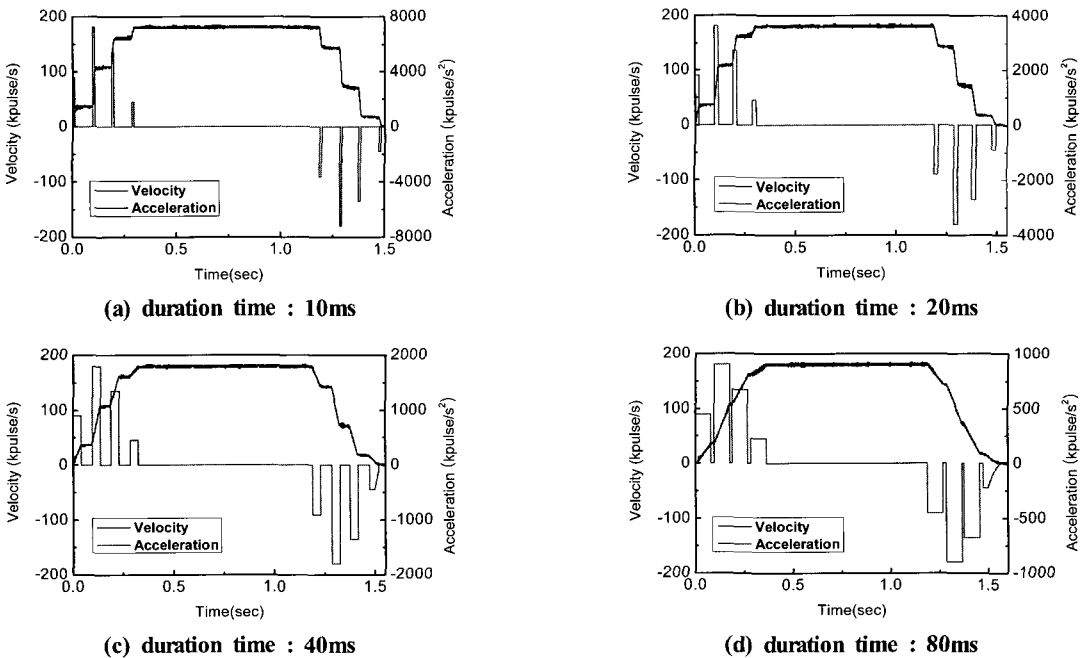 200
100
0
-100
-200
8000
4000
0
-4000
-8000
Velocity (kpulse/s)
Acceleration (kpulse/s²)
Velocity
Acceleration
0.0 0.5 1.0 1.5
Time(sec)
(a) duration time : 10ms
200
100
0
-100
-200
4000
2000
0
-2000
-4000
Velocity (kpulse/s)
Acceleration (kpulse/s²)
Velocity
Acceleration
0.0 0.5 1.0 1.5
Time(sec)
(b) duration time : 20ms
200
100
0
-100
-200
2000
1000
0
-1000
-2000
Velocity (kpulse/s)
Acceleration (kpulse/s²)
Velocity
Acceleration
0.0 0.5 1.0 1.5
Time(sec)
(c) duration time : 40ms
200
100
0
-100
-200
1000
500
0
-500
-1000
Velocity (kpulse/s)
Acceleration (kpulse/s²)
Velocity
Acceleration
0.0 0.5 1.0 1.5
Time(sec)
(d) duration time : 80ms